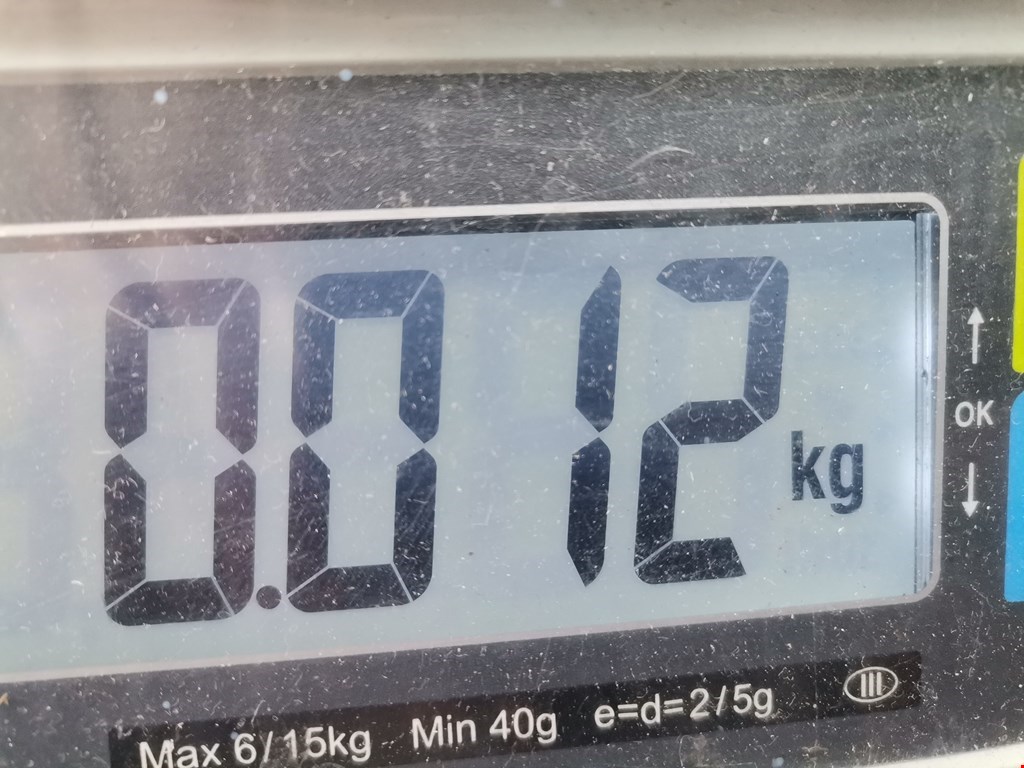 0.012 kg
OK
Max 6/15kg Min 40g e=d=2/5g III